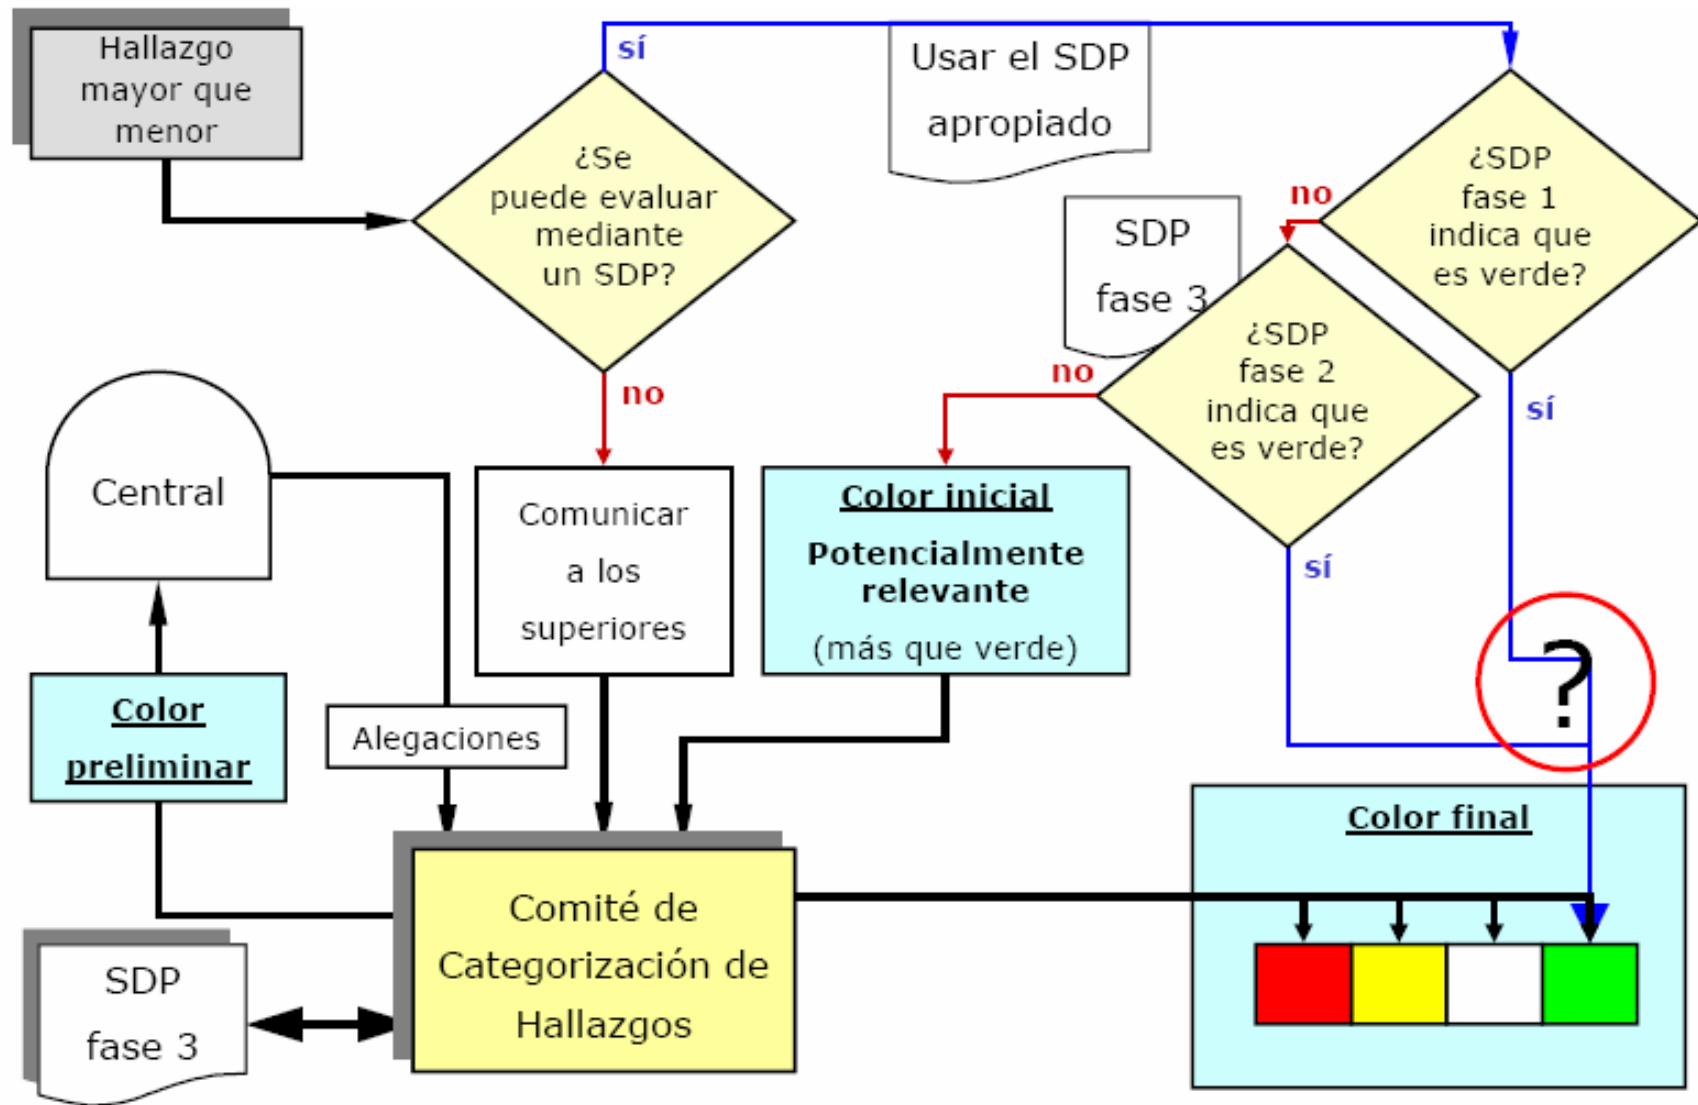 Hallazgo
mayor que
menor
sí
Usar el SDP
apropiado
¿Se
puede evaluar
mediante
un SDP?
no
¿SDP
fase 1
indica que
es verde?
no
sí
SDP
fase 3
¿SDP
fase 2
indica que
es verde?
no
sí
Central
Comunicar
a los
superiores
Color inicial
Potencialmente
relevante
(más que verde)
?
Color
preliminar
Alegaciones
Color final
Comité de
Categorización de
Hallazgos
SDP
fase 3